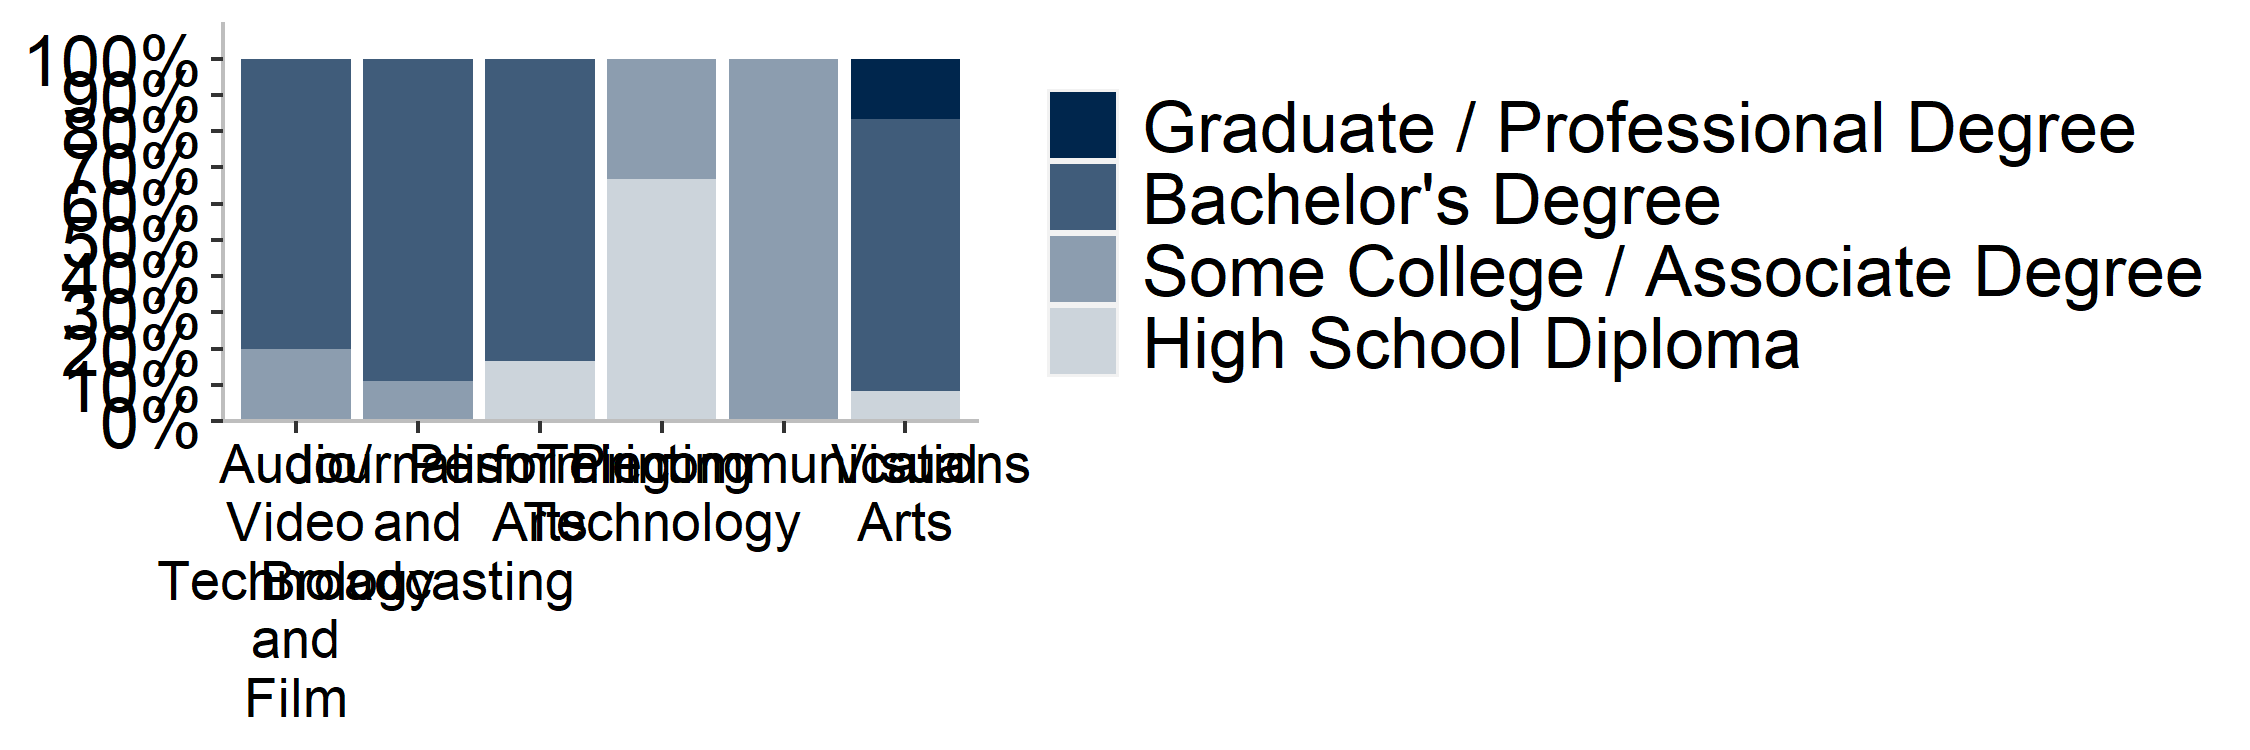 100%
90%
80%
70%
60%
50%
40%
30%
20%
10%
0%
Graduate / Professional Degree
Bachelor's Degree
Some College / Associate Degree
High School Diploma
Audio/
Video
Technology
and
Film
Journalism
and
Broadcasting
Performing
Arts
Printing
Technology
Telecommunications
Visual
Arts